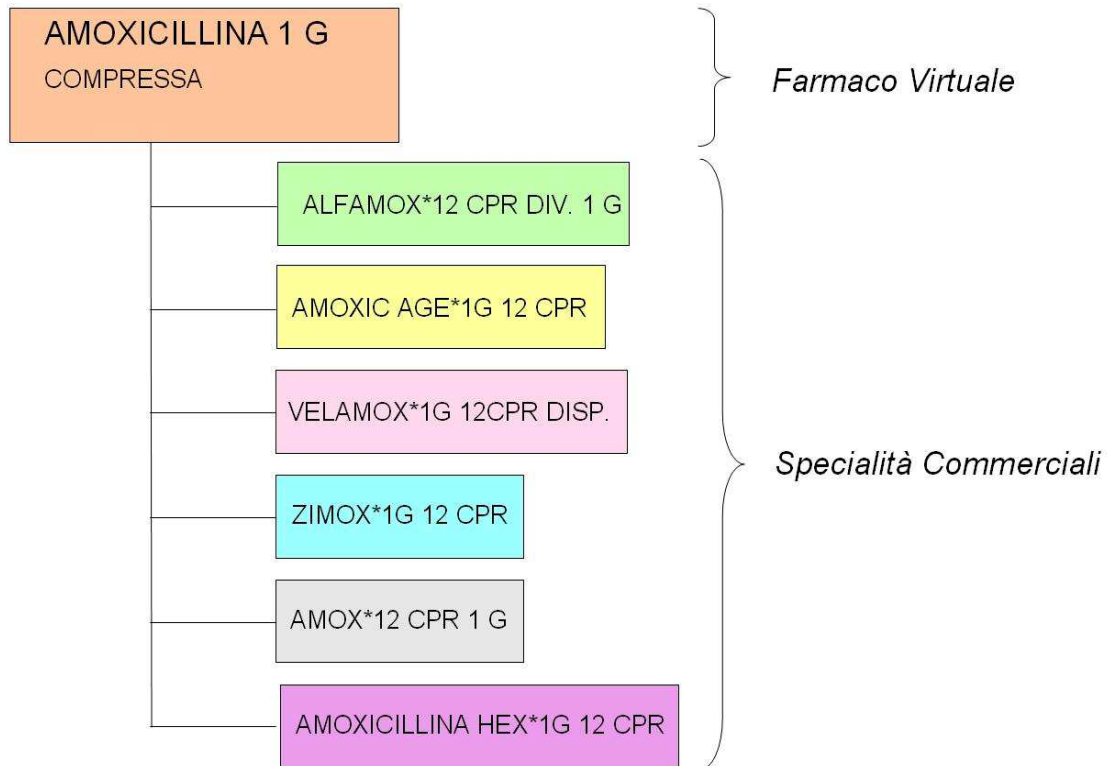 AMOXICILLINA 1 G
COMPRESSA
Farmaco Virtuale
ALFAMOX*12 CPR DIV. 1 G
AMOXIC AGE*1G 12 CPR
VELAMOX*1G 12CPR DISP.
Specialità Commerciali
ZIMOX*1G 12 CPR
AMOX*12 CPR 1 G
AMOXICILLINA HEX*1G 12 CPR